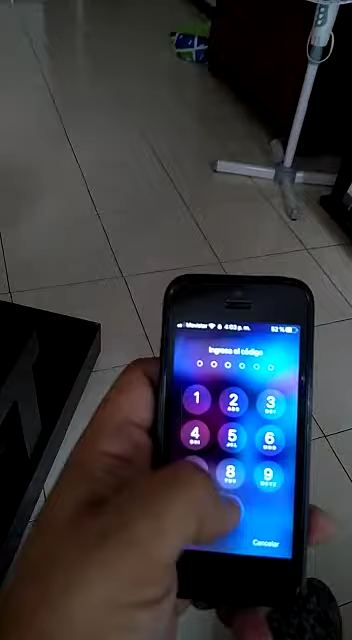 Movistar 4:03 p.m. 52%
Ingrese el código
1 2 ABC 3 DEF
4 GHI 5 JKL 6 MNO
8 TUV 9 WXYZ
Cancelar